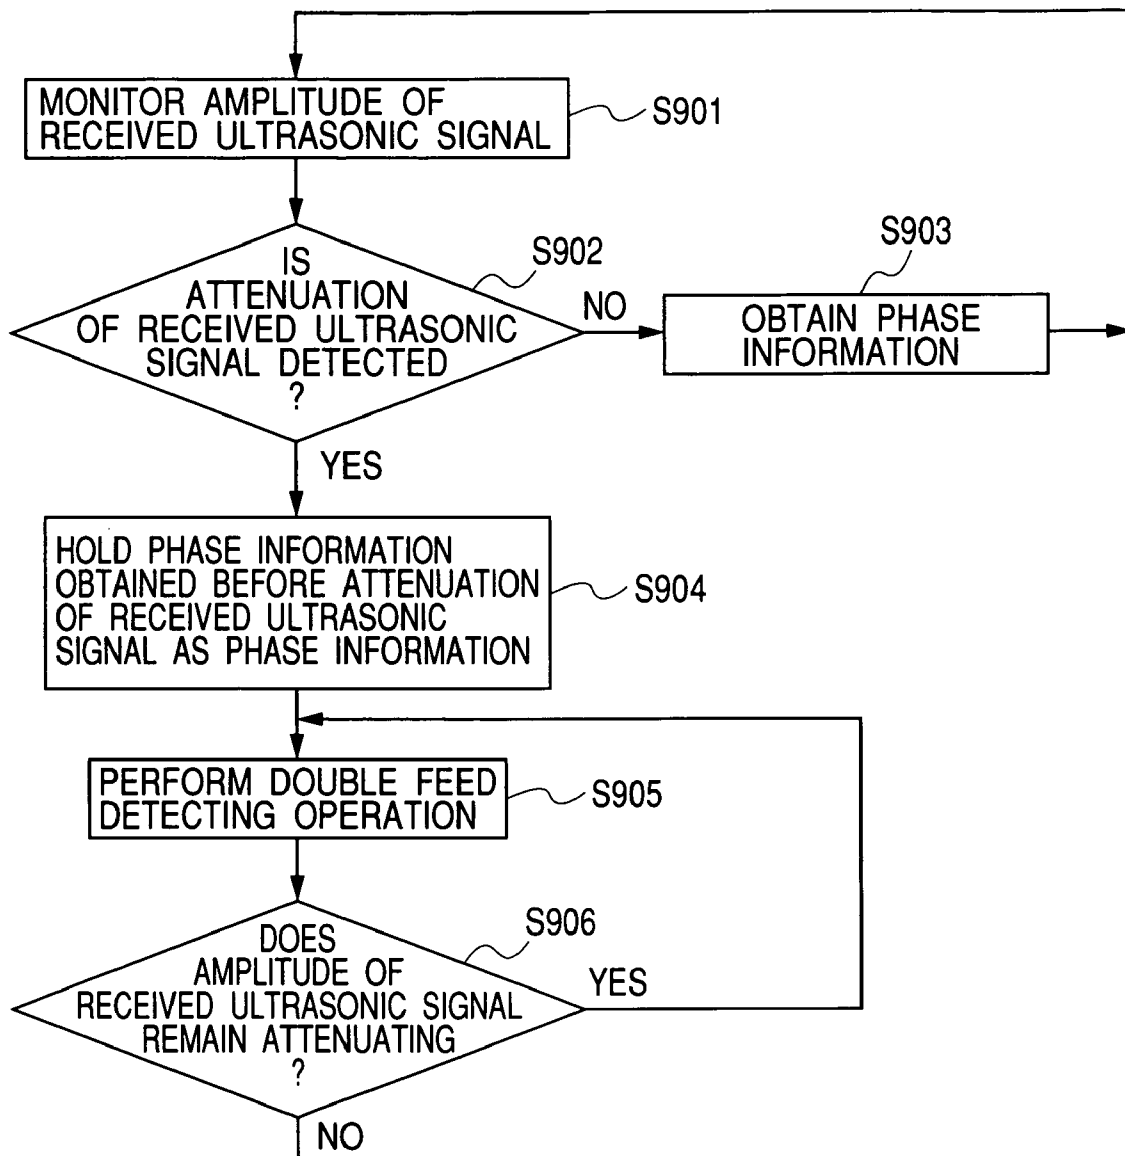 MONITOR AMPLITUDE OF
RECEIVED ULTRASONIC SIGNAL
S901
IS
ATTENUATION
OF RECEIVED ULTRASONIC
SIGNAL DETECTED
?
S902
NO
S903
OBTAIN PHASE
INFORMATION
YES
HOLD PHASE INFORMATION
OBTAINED BEFORE ATTENUATION
OF RECEIVED ULTRASONIC
SIGNAL AS PHASE INFORMATION
S904
PERFORM DOUBLE FEED
DETECTING OPERATION
S905
DOES
AMPLITUDE OF
RECEIVED ULTRASONIC SIGNAL
REMAIN ATTENUATING
?
S906
YES
NO